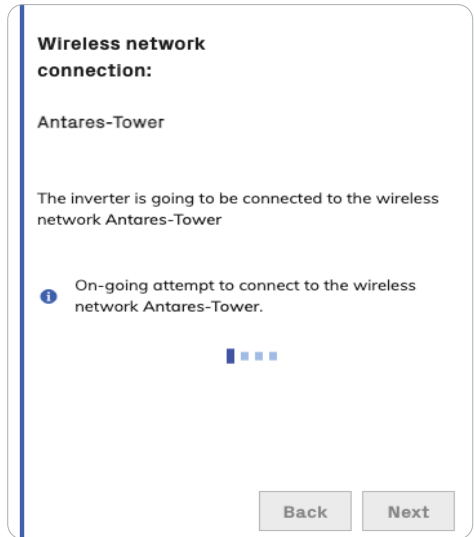 Wireless network
connection:
Antares-Tower
The inverter is going to be connected to the wireless
network Antares-Tower
On-going attempt to connect to the wireless
network Antares-Tower.
Back
Next